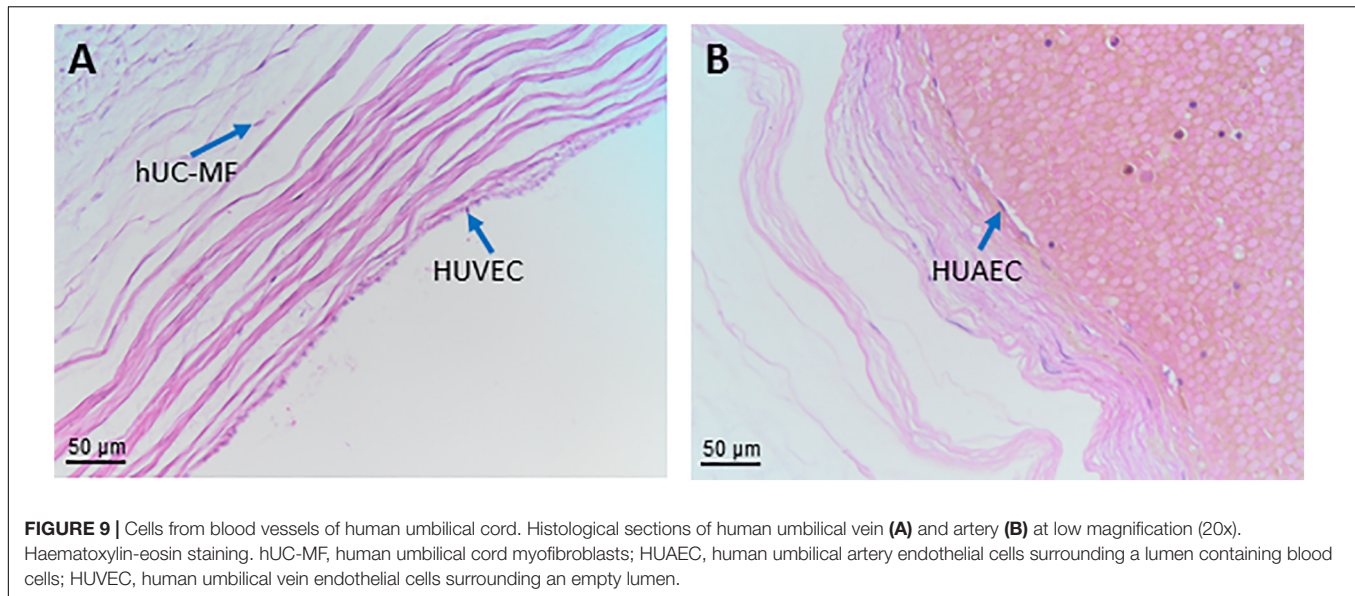 A
hUC-MF
HUVEC
50 µm
B
HUAEC
50 µm
FIGURE 9 | Cells from blood vessels of human umbilical cord. Histological sections of human umbilical vein (A) and artery (B) at low magnification (20x).
Haematoxylin-eosin staining. hUC-MF, human umbilical cord myofibroblasts; HUAEC, human umbilical artery endothelial cells surrounding a lumen containing blood
cells; HUVEC, human umbilical vein endothelial cells surrounding an empty lumen.